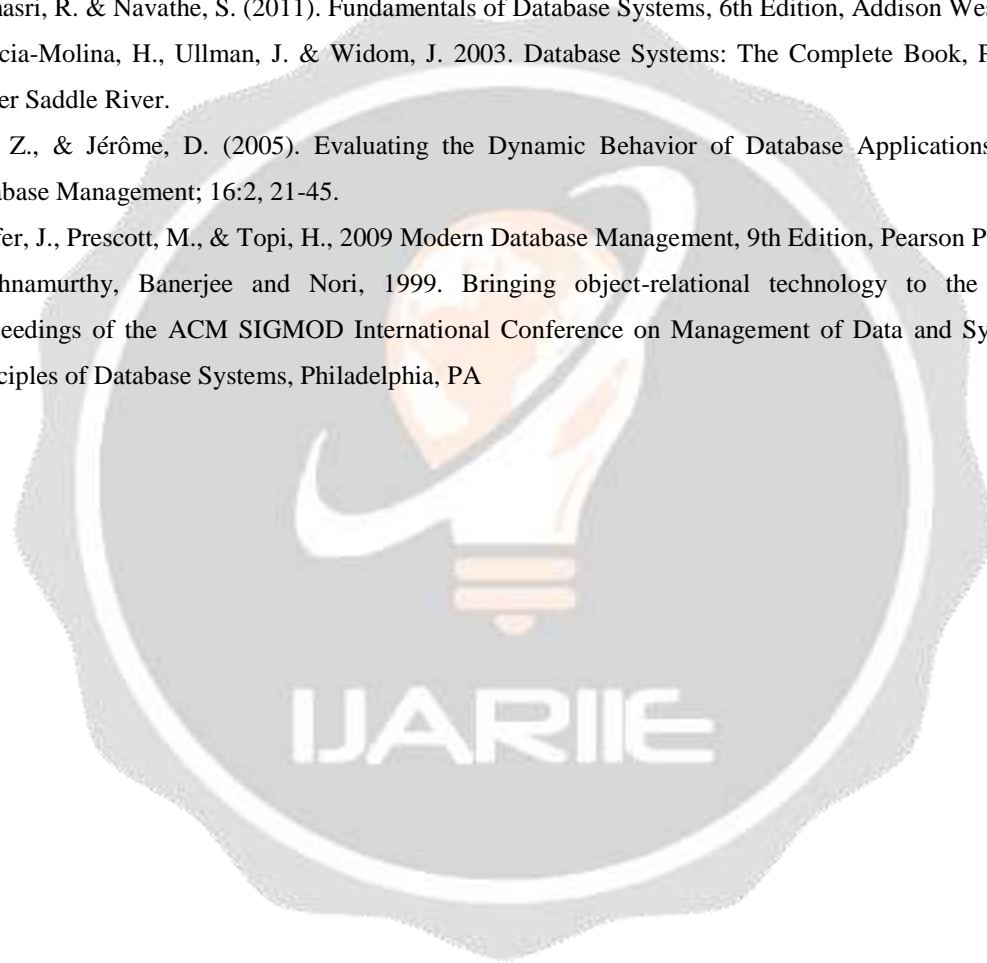 nasri, R. & Navathe, S. (2011). Fundamentals of Database Systems, 6th Edition, Addison Wes
cia-Molina, H., Ullman, J. & Widom, J. 2003. Database Systems: The Complete Book, P
er Saddle River.
Z., & Jérôme, D. (2005). Evaluating the Dynamic Behavior of Database Applications
abase Management; 16:2, 21-45.
fer, J., Prescott, M., & Topi, H., 2009 Modern Database Management, 9th Edition, Pearson P
hnamurthy, Banerjee and Nori, 1999. Bringing object-relational technology to the
ceedings of the ACM SIGMOD International Conference on Management of Data and Sy
ciples of Database Systems, Philadelphia, PA
IJARIIE